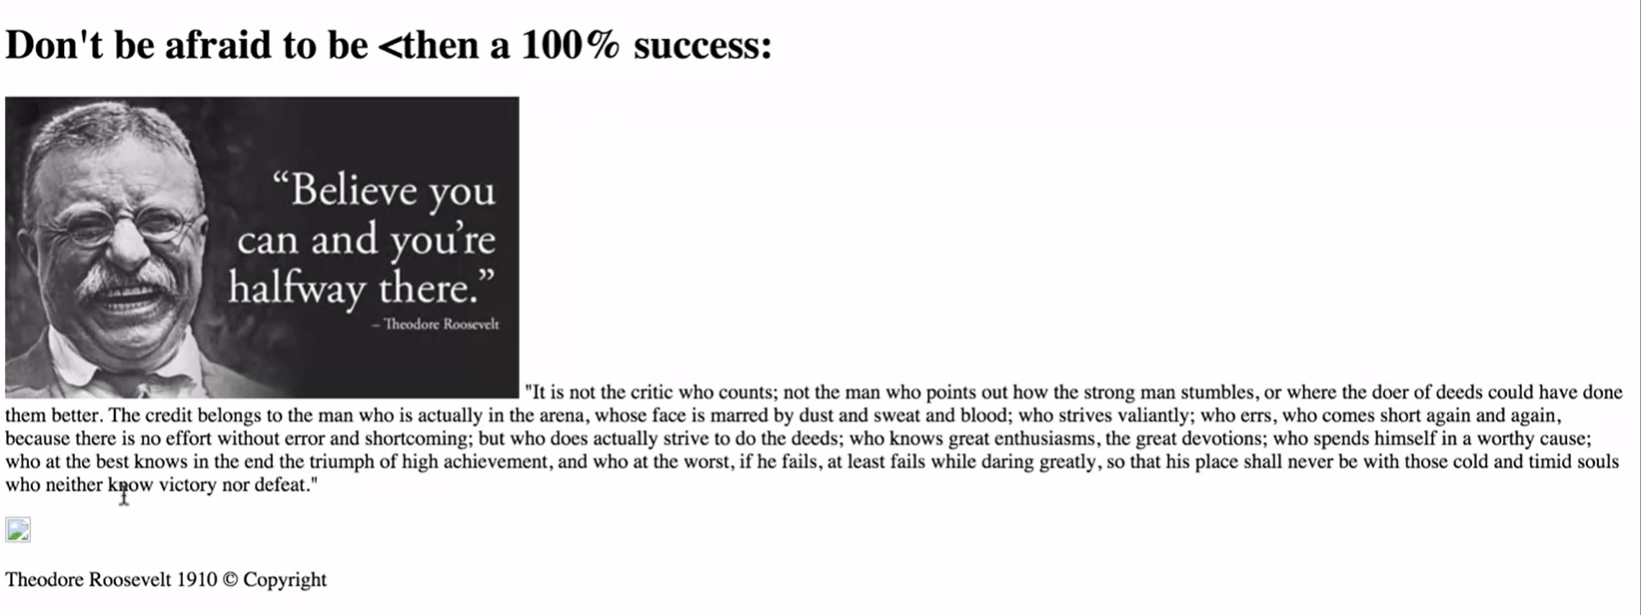 Don't be afraid to be <then a 100% success:
“Believe you
can and you’re
halfway there.”
– Theodore Roosevelt
"It is not the critic who counts; not the man who points out how the strong man stumbles, or where the doer of deeds could have done
them better. The credit belongs to the man who is actually in the arena, whose face is marred by dust and sweat and blood; who strives valiantly; who errs, who comes short again and again,
because there is no effort without error and shortcoming; but who does actually strive to do the deeds; who knows great enthusiasms, the great devotions; who spends himself in a worthy cause;
who at the best knows in the end the triumph of high achievement, and who at the worst, if he fails, at least fails while daring greatly, so that his place shall never be with those cold and timid souls
who neither know victory nor defeat."
Theodore Roosevelt 1910 © Copyright